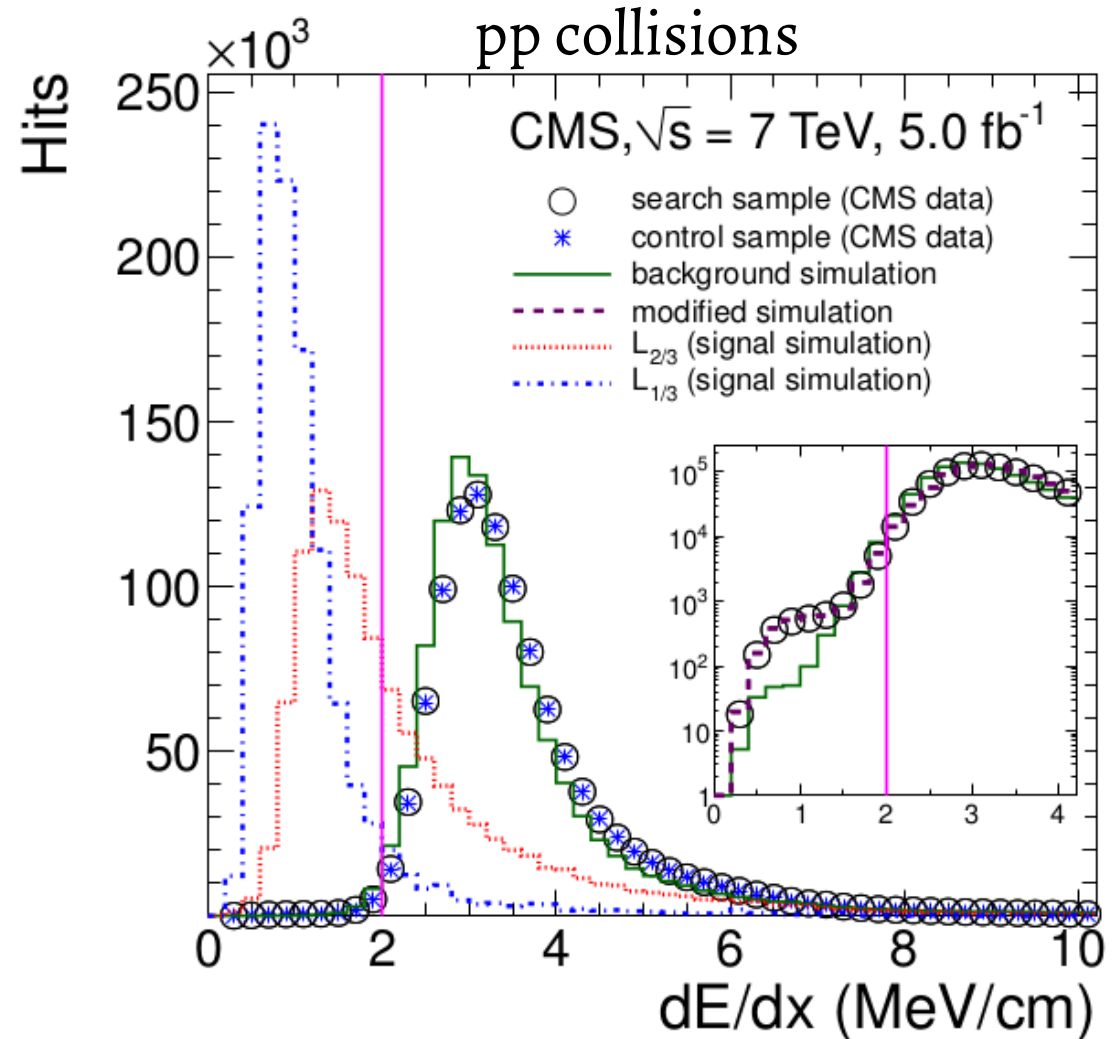 pp collisions
×10³
Hits
250
200
150
100
50
CMS, √s = 7 TeV, 5.0 fb⁻¹
search sample (CMS data)
control sample (CMS data)
background simulation
modified simulation
L₂/₃ (signal simulation)
L₁/₃ (signal simulation)
10⁵
10⁴
10³
10²
10
1
0 1 2 3 4
0 2 4 6 8 10
dE/dx (MeV/cm)